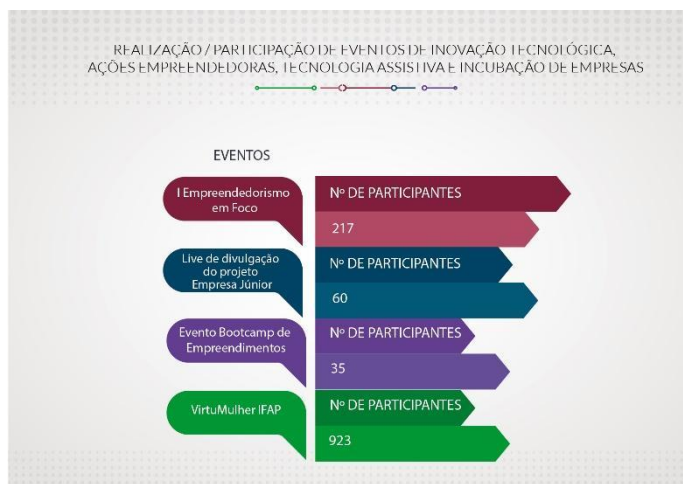 REALIZAÇÃO / PARTICIPAÇÃO DE EVENTOS DE INOVAÇÃO TECNOLÓGICA,
AÇÕES EMPREENDEDORAS, TECNOLOGIA ASSISTIVA E INCUBAÇÃO DE EMPRESAS
EVENTOS
I Empreendedorismo
em Foco
Nº DE PARTICIPANTES
217
Live de divulgação
do projeto
Empresa Júnior
Nº DE PARTICIPANTES
60
Evento Bootcamp de
Empreendimentos
Nº DE PARTICIPANTES
35
VirtuMulher IFAP
Nº DE PARTICIPANTES
923